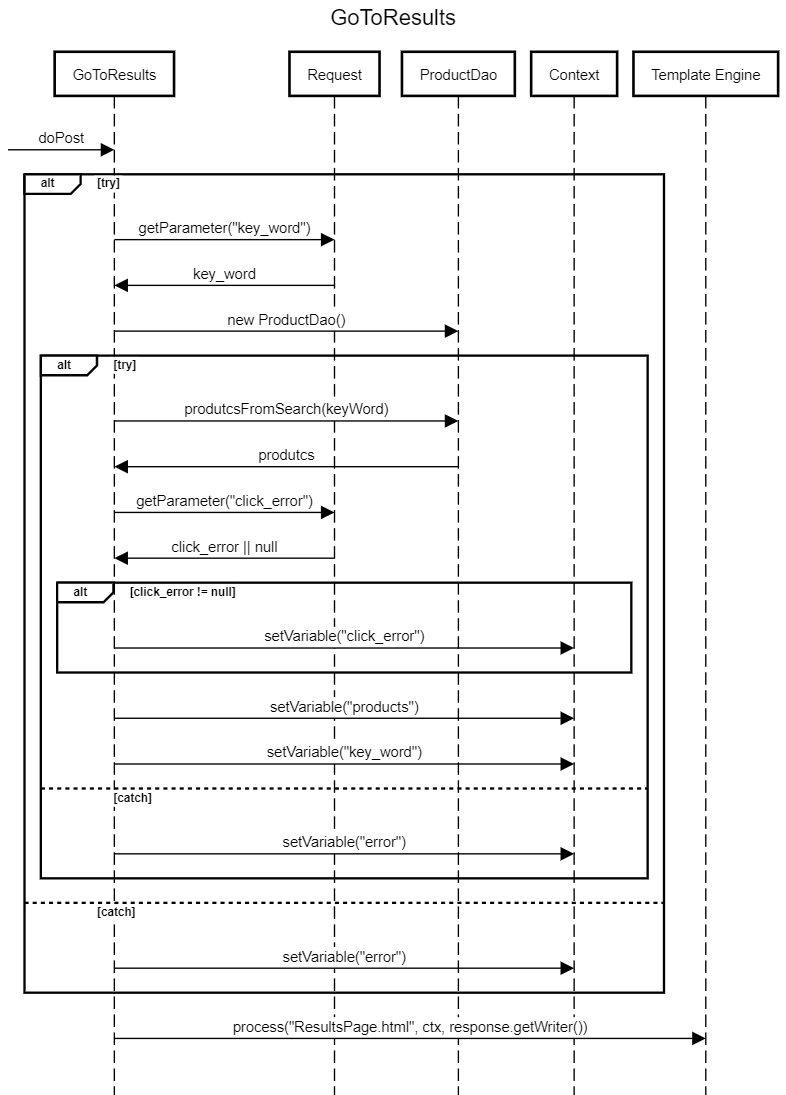 GoToResults
GoToResults Request ProductDao Context Template Engine
doPost
alt [try]
getParameter("key_word")
key_word
new ProductDao()
alt [try]
produtcsFromSearch(keyWord)
produtcs
getParameter("click_error")
click_error || null
alt [click_error != null]
setVariable("click_error")
setVariable("products")
setVariable("key_word")
[catch]
setVariable("error")
[catch]
setVariable("error")
process("ResultsPage.html", ctx, response.getWriter())